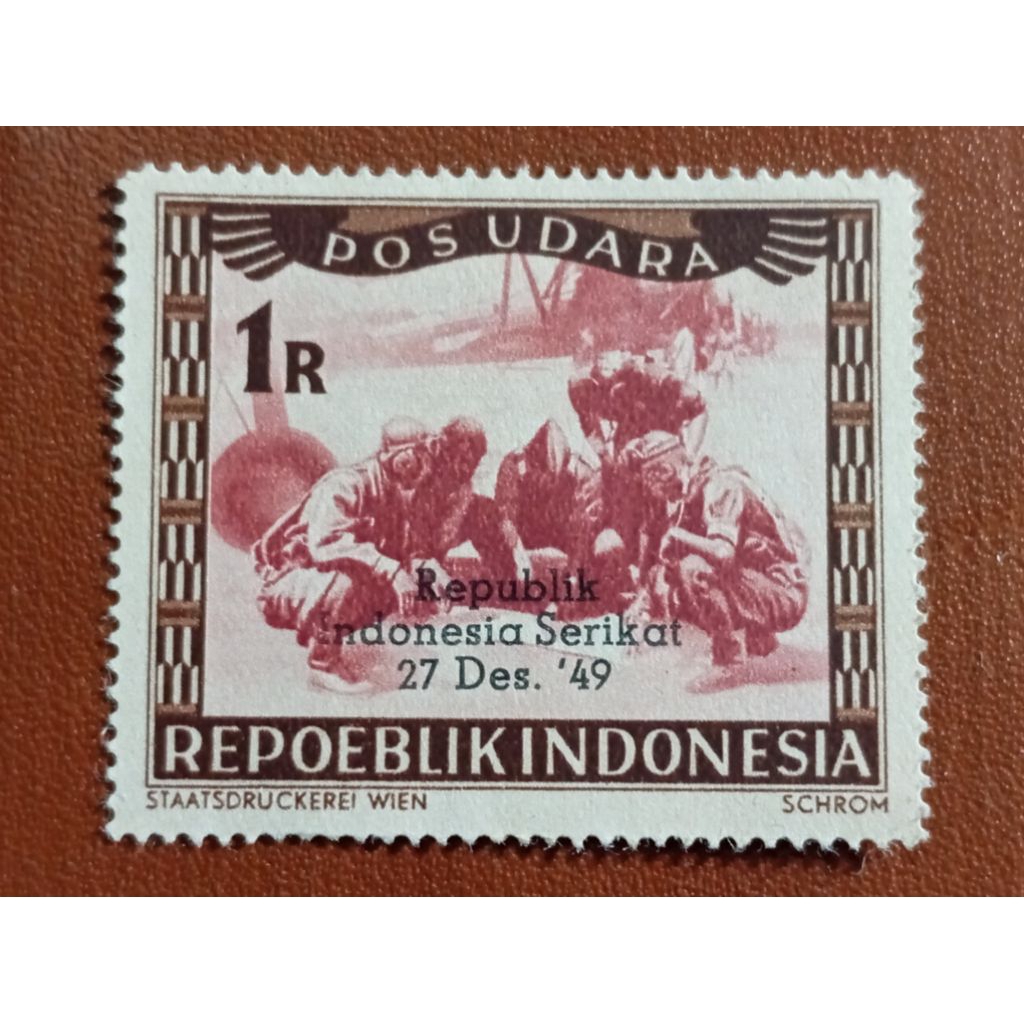 POS UDARA
1R
Republik
Indonesia Serikat
27 Des. '49
REPOEBLIK INDONESIA
STAATSDRUCKEREI WIEN
SCHROM